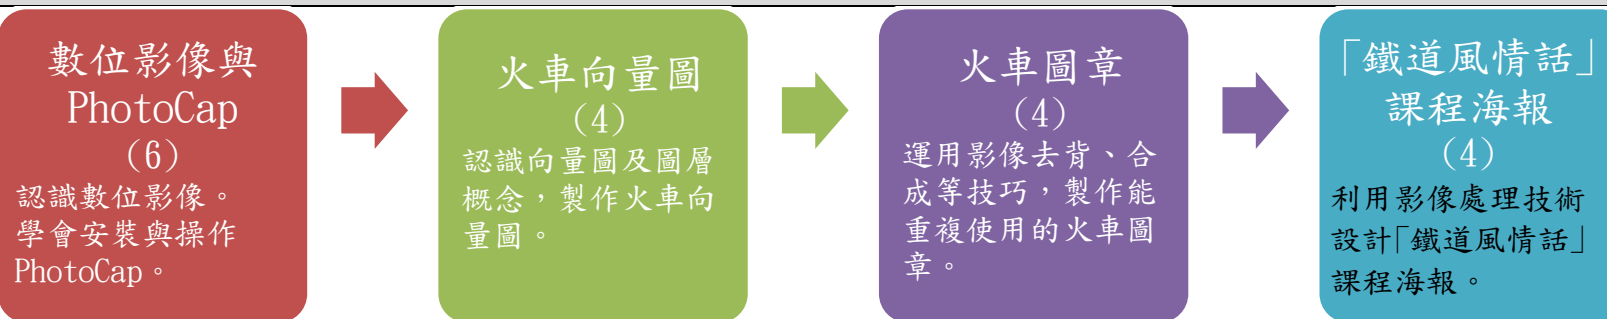 數位影像與
PhotoCap
(6)
認識數位影像。
學會安裝與操作
PhotoCap。
火車向量圖
(4)
認識向量圖及圖層
概念，製作火車向
量圖。
火車圖章
(4)
運用影像去背、合
成等技巧，製作能
重複使用的火車圖
章。
「鐵道風情話」
課程海報
(4)
利用影像處理技術
設計「鐵道風情話」
課程海報。